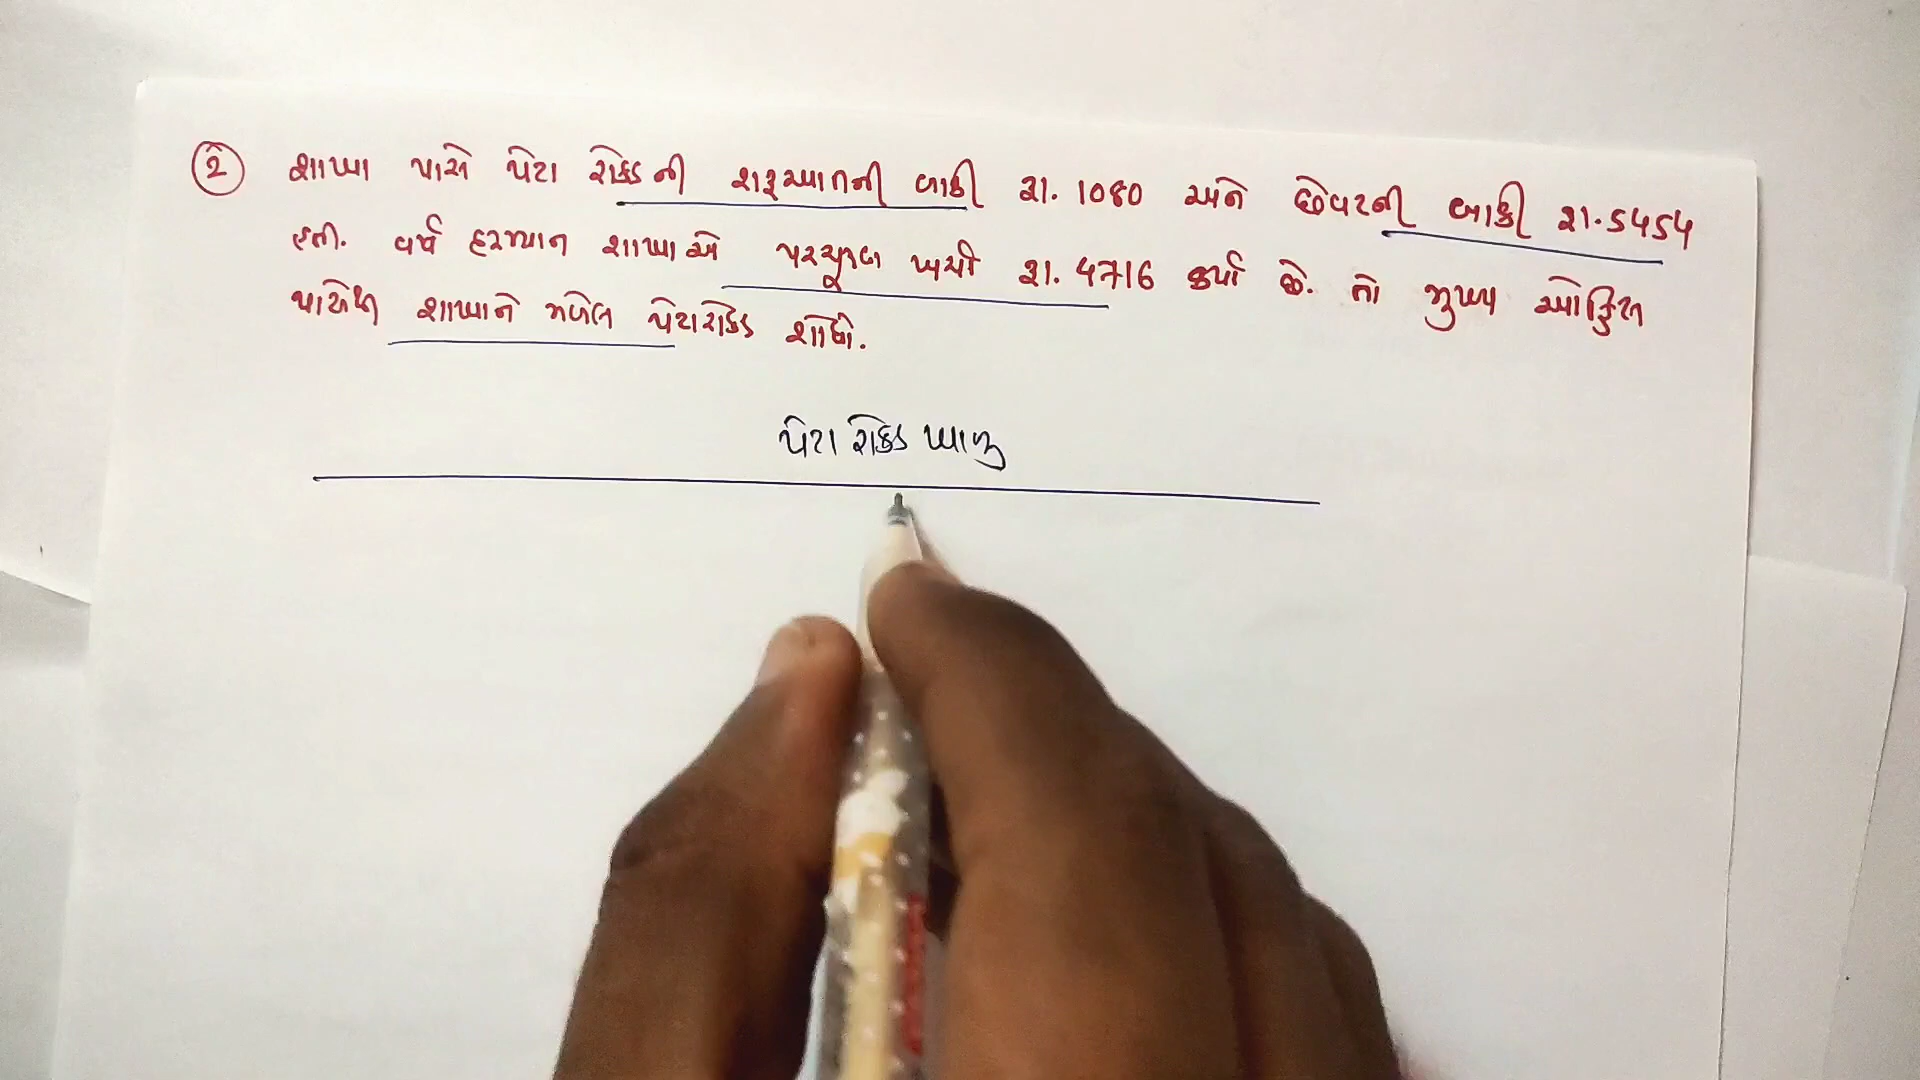 ② શાખા પાસે પેટા રોકડની શરૂઆતની બાકી રૂા. 1080 અને છેવટની બાકી રૂા. 5454
હતી. વર્ષ દરમ્યાન શાખાએ પરચૂરણ ખર્ચા રૂા. 4716 કર્યા છે. તો મુખ્ય ઓફિસ
પાસેથી શાખાને મળેલ પેટારોકડ શોધો.
પેટા રોકડ ખાતુ